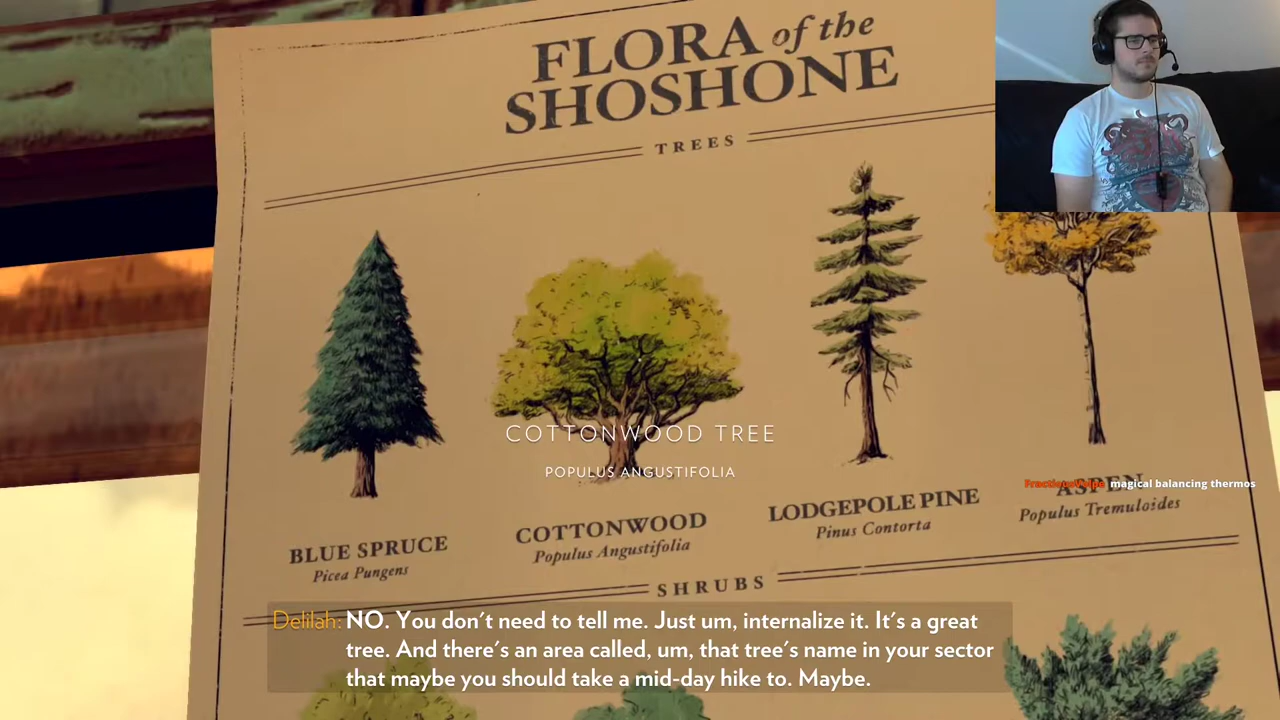 FLORA of the
SHOSHONE
TREES
COTTONWOOD TREE
POPULUS ANGUSTIFOLIA
BLUE SPRUCE
Picea Pungens
COTTONWOOD
Populus Angustifolia
LODGEPOLE PINE
Pinus Contorta
ASPEN
Populus Tremuloides
magical balancing thermos
SHRUBS
Delilah: NO. You don't need to tell me. Just um, internalize it. It's a great
tree. And there's an area called, um, that tree's name in your sector
that maybe you should take a mid-day hike to. Maybe.